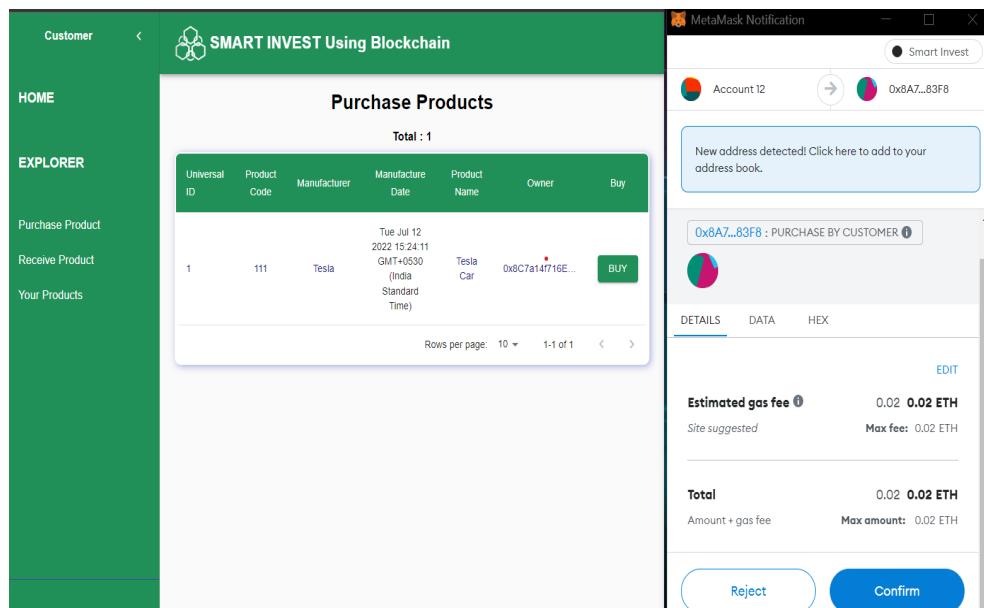 Customer
SMART INVEST Using Blockchain
HOME
EXPLORER
Purchase Product
Receive Product
Your Products
Purchase Products
Total : 1
Universal ID Product Code Manufacturer Manufacture Date Product Name Owner Buy
1 111 Tesla Tue Jul 12 2022 15:24:11 GMT+0530 (India Standard Time) Tesla Car 0x8C7a14f716E... BUY
Rows per page: 10 1-1 of 1
MetaMask Notification
Smart Invest
Account 12 0x8A7...83F8
New address detected! Click here to add to your
address book.
0x8A7...83F8 : PURCHASE BY CUSTOMER
DETAILS DATA HEX
EDIT
Estimated gas fee 0.02 0.02 ETH
Site suggested Max fee: 0.02 ETH
Total 0.02 0.02 ETH
Amount + gas fee Max amount: 0.02 ETH
Reject Confirm